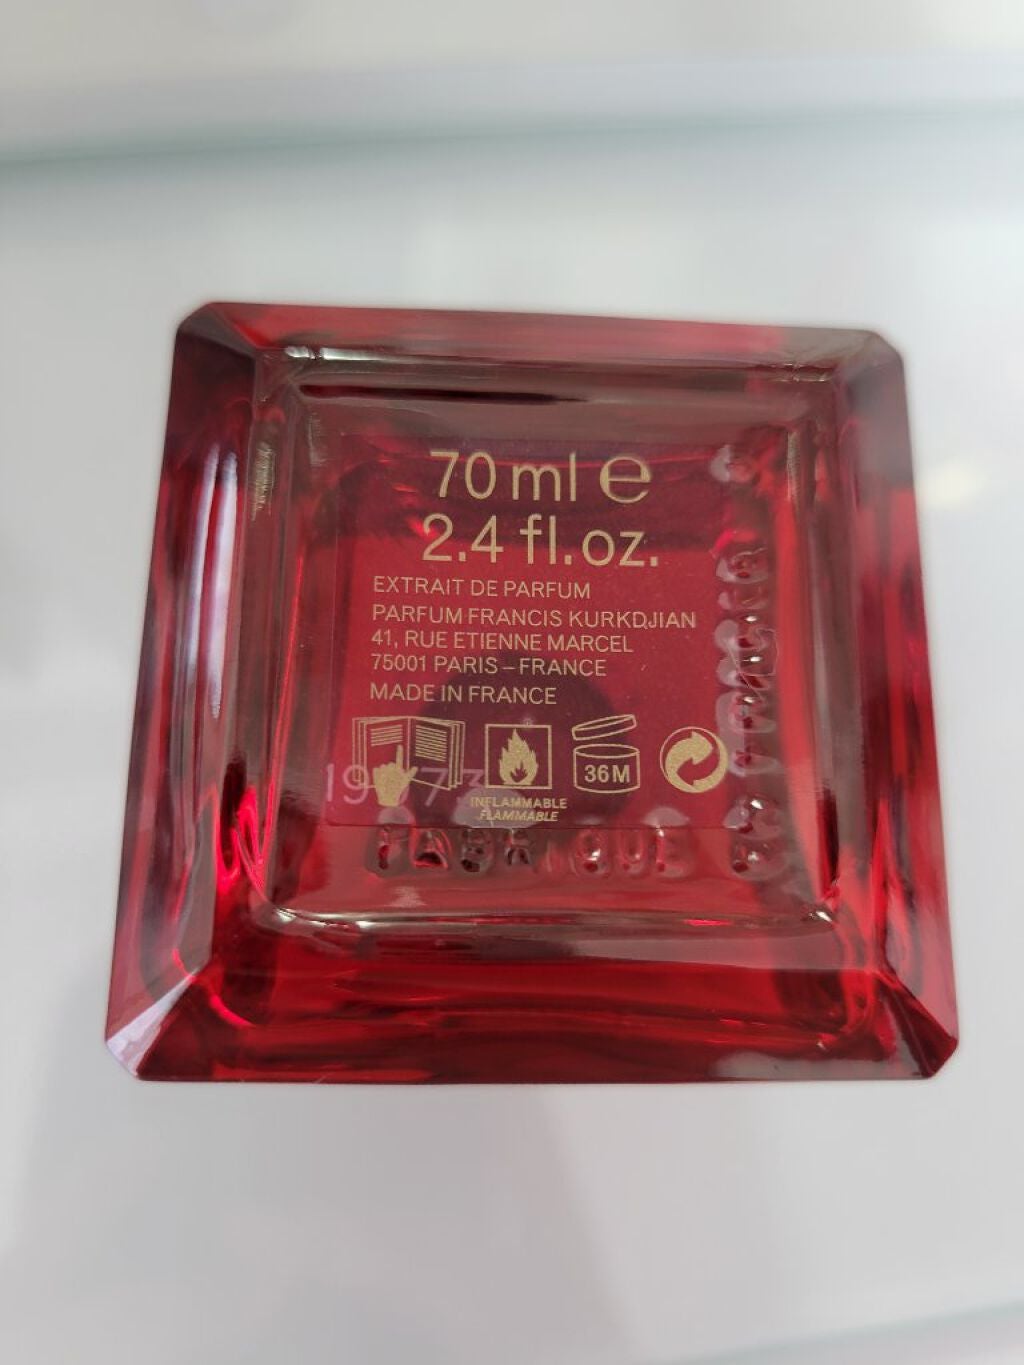 70 ml ℮
2.4 fl.oz.
EXTRAIT DE PARFUM
PARFUM FRANCIS KURKDJIAN
41, RUE ETIENNE MARCEL
75001 PARIS – FRANCE
MADE IN FRANCE
36M
INFLAMMABLE
FLAMMABLE
FABRIQUE